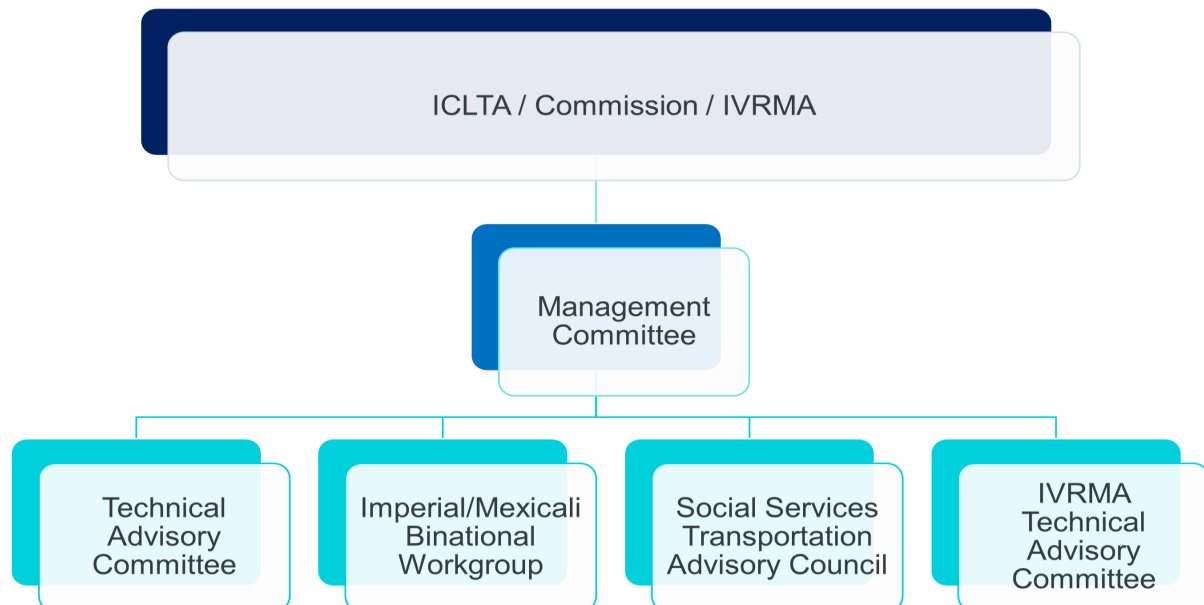 ICLTA / Commission / IVRMA
Management
Committee
Technical
Advisory
Committee
Imperial/Mexicali
Binational
Workgroup
Social Services
Transportation
Advisory Council
IVRMA
Technical
Advisory
Committee